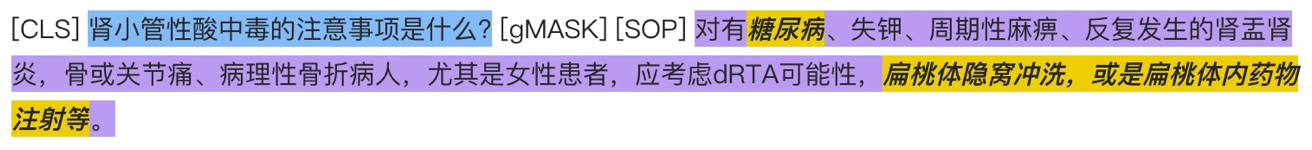 [CLS] 肾小管性酸中毒的注意事项是什么? [gMASK] [SOP] 对有糖尿病、失钾、周期性麻痹、反复发生的肾盂肾
炎，骨或关节痛、病理性骨折病人，尤其是女性患者，应考虑dRTA可能性，扁桃体隐窝冲洗，或是扁桃体内药物
注射等。